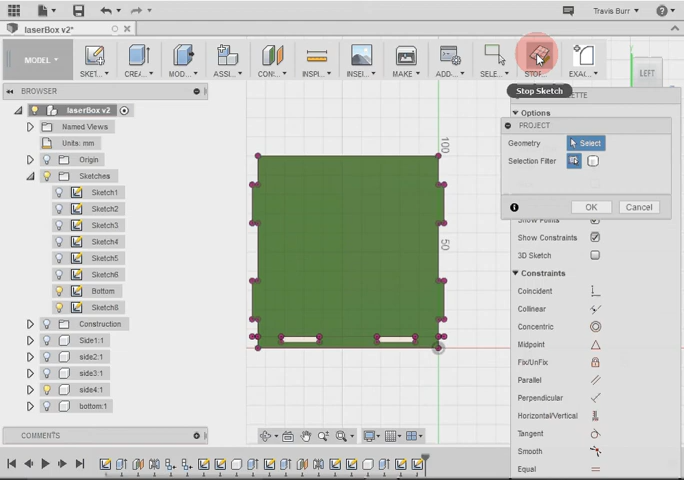 Travis Burr
laserBox v2*
MODEL
SKET...
CREA...
MOD...
ASSI...
CON...
INSPI...
INSEI...
MAKE
ADD-...
SELE...
STOP...
EXAI...
LEFT
Stop Sketch
BROWSER
ETTE
Options
laserBox v2
PROJECT
Named Views
Units: mm
Geometry
Select
Origin
Selection Filter
Sketches
Sketch1
Sketch2
OK
Cancel
Sketch3
Show Points
Sketch4
Show Constraints
Sketch5
3D Sketch
Sketch6
Constraints
Bottom
Coincident
Sketch8
Collinear
Construction
Concentric
Side1:1
Midpoint
side2:1
Fix/UnFix
side3:1
Parallel
side4:1
Perpendicular
bottom:1
Horizontal/Vertical
COMMENTS
Tangent
Smooth
Equal
100
50